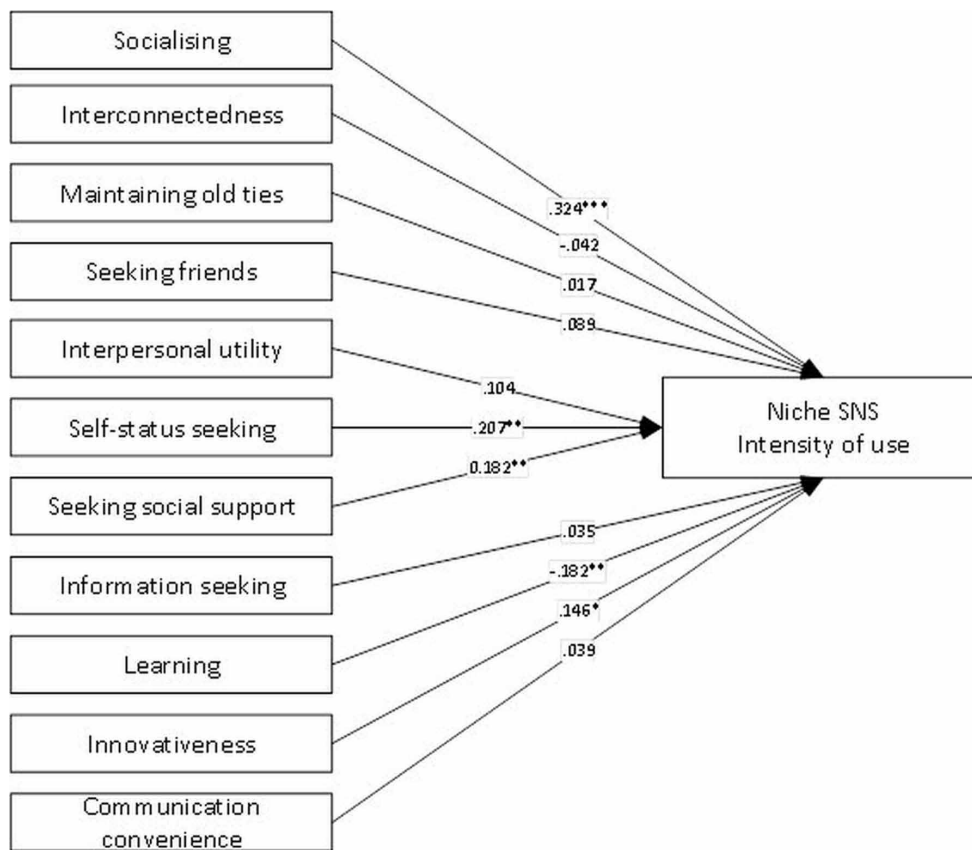 Socialising
Interconnectedness
Maintaining old ties
.324***
-.042
Seeking friends
.017
.089
Interpersonal utility
.104
Niche SNS
Intensity of use
Self-status seeking
.207**
Seeking social support
0.182**
Information seeking
.035
-.182**
Learning
.146*
.039
Innovativeness
Communication
convenience